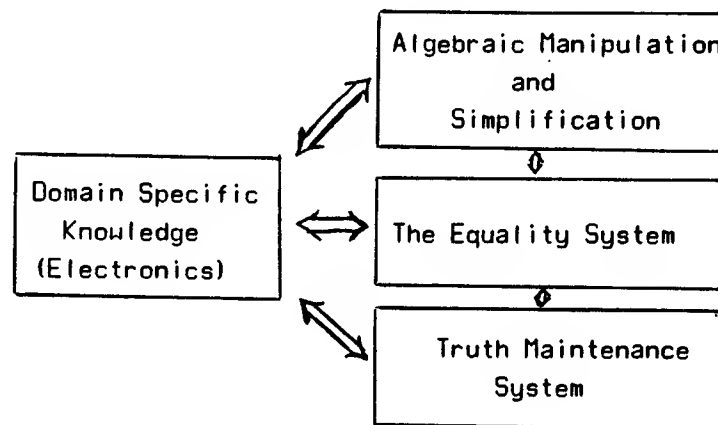 Algebraic Manipulation
and
Simplification
Domain Specific
Knowledge
(Electronics)
The Equality System
Truth Maintenance
System